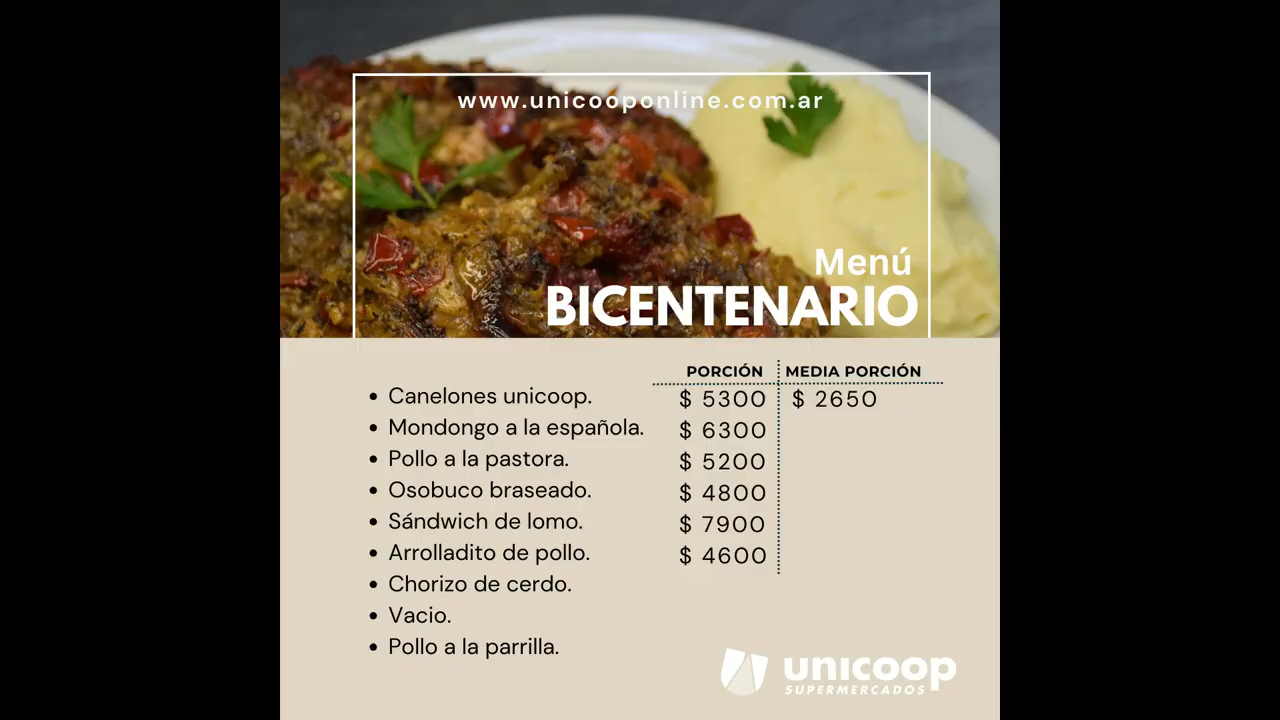 www.unicooponline.com.ar
Menú
BICENTENARIO
PORCIÓN MEDIA PORCIÓN
• Canelones unicoop. $ 5300 $ 2650
• Mondongo a la española. $ 6300
• Pollo a la pastora. $ 5200
• Osobuco braseado. $ 4800
• Sándwich de lomo. $ 7900
• Arrolladito de pollo. $ 4600
• Chorizo de cerdo.
• Vacio.
• Pollo a la parrilla.
unicoop
SUPERMERCADOS